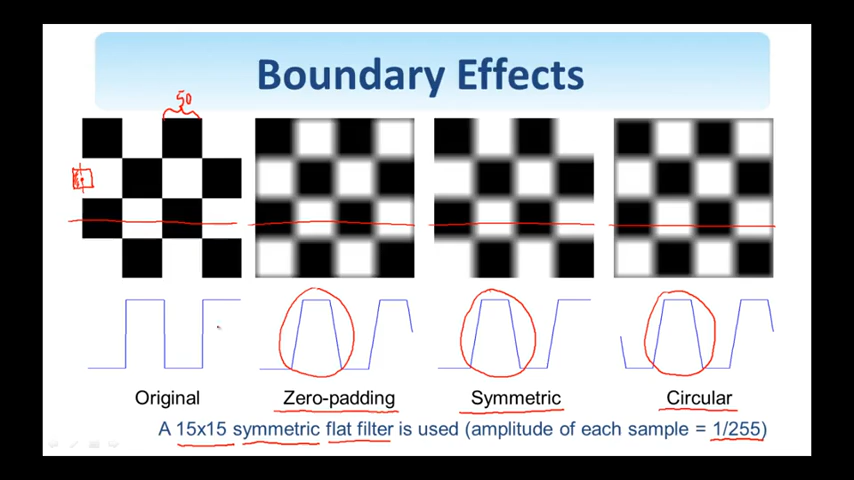 Boundary Effects
50
Original
Zero-padding
Symmetric
Circular
A 15x15 symmetric flat filter is used (amplitude of each sample = 1/255)